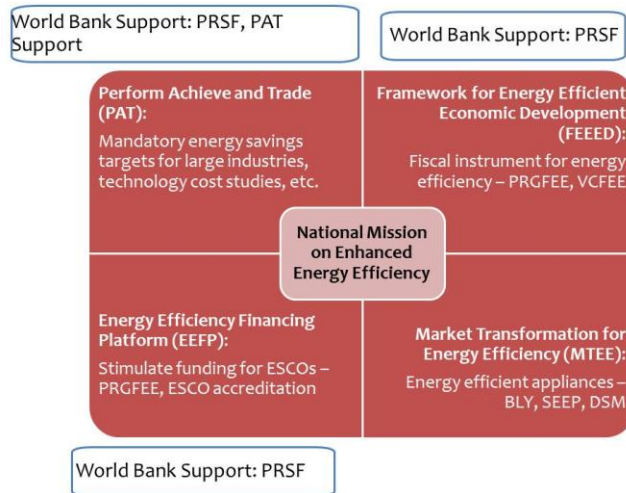 World Bank Support: PRSF, PAT
Support
World Bank Support: PRSF
Perform Achieve and Trade
(PAT):
Mandatory energy savings
targets for large industries,
technology cost studies, etc.
Framework for Energy Efficient
Economic Development
(FEEED):
Fiscal instrument for energy
efficiency – PRGFEE, VCFEE
National Mission
on Enhanced
Energy Efficiency
Energy Efficiency Financing
Platform (EEFP):
Stimulate funding for ESCOs –
PRGFEE, ESCO accreditation
Market Transformation for
Energy Efficiency (MTEE):
Energy efficient appliances –
BLY, SEEP, DSM
World Bank Support: PRSF